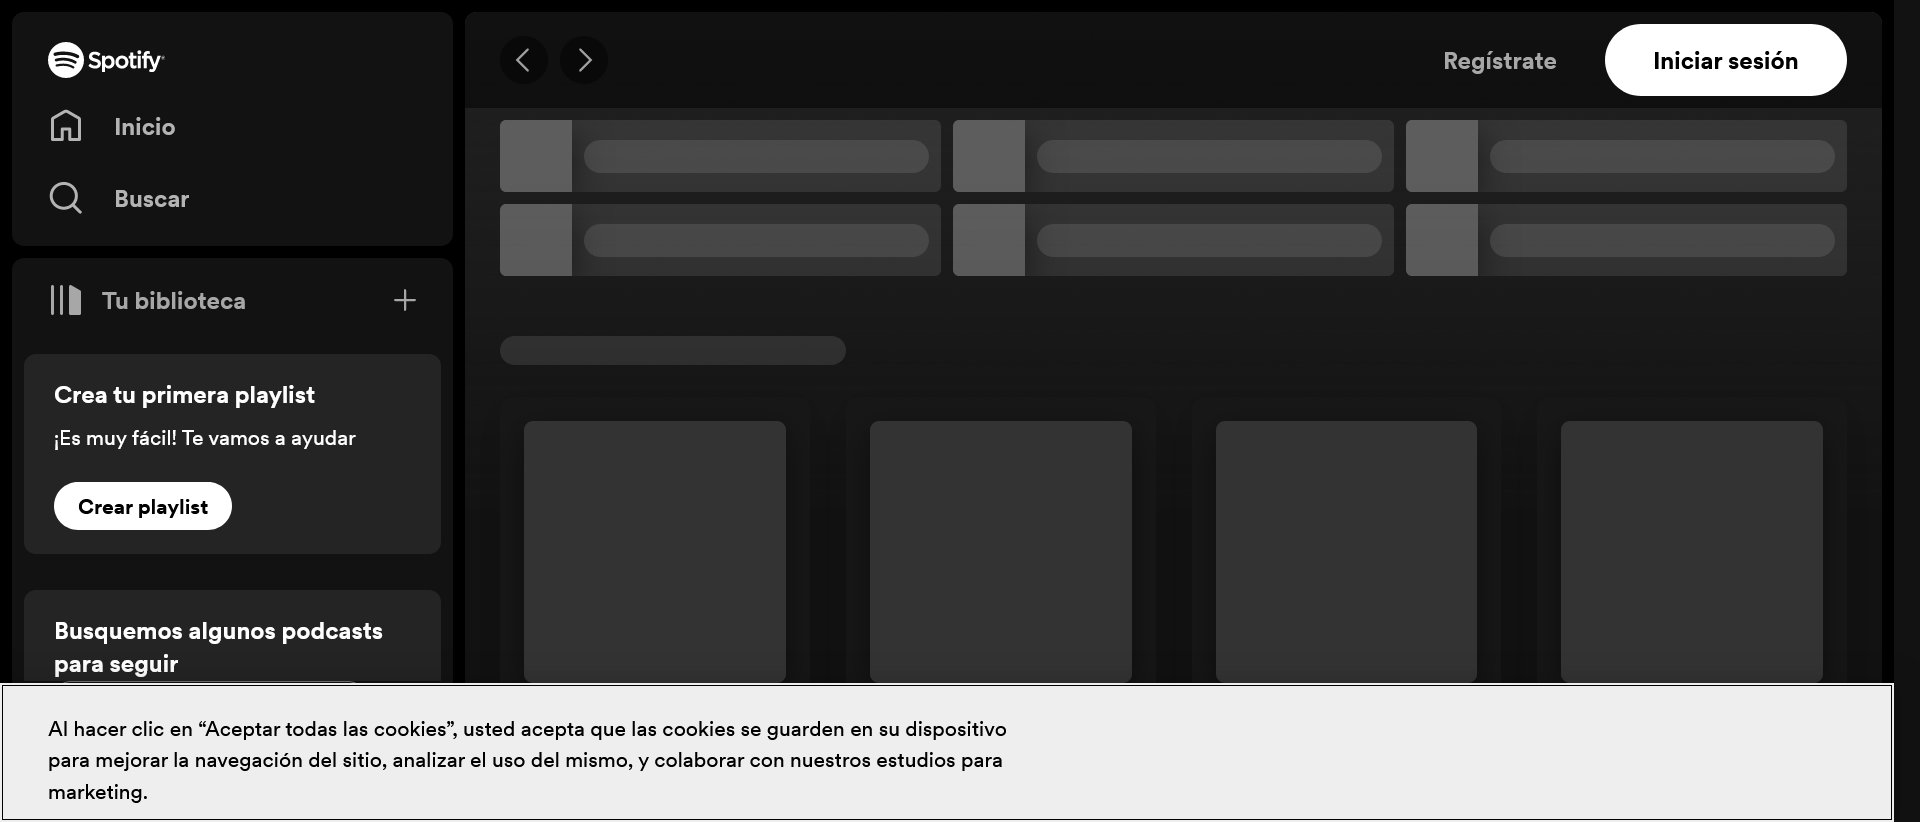 Spotify
Inicio
Buscar
Tu biblioteca
Crea tu primera playlist
¡Es muy fácil! Te vamos a ayudar
Crear playlist
Busquemos algunos podcasts
para seguir
Regístrate
Iniciar sesión
Al hacer clic en “Aceptar todas las cookies”, usted acepta que las cookies se guarden en su dispositivo
para mejorar la navegación del sitio, analizar el uso del mismo, y colaborar con nuestros estudios para
marketing.